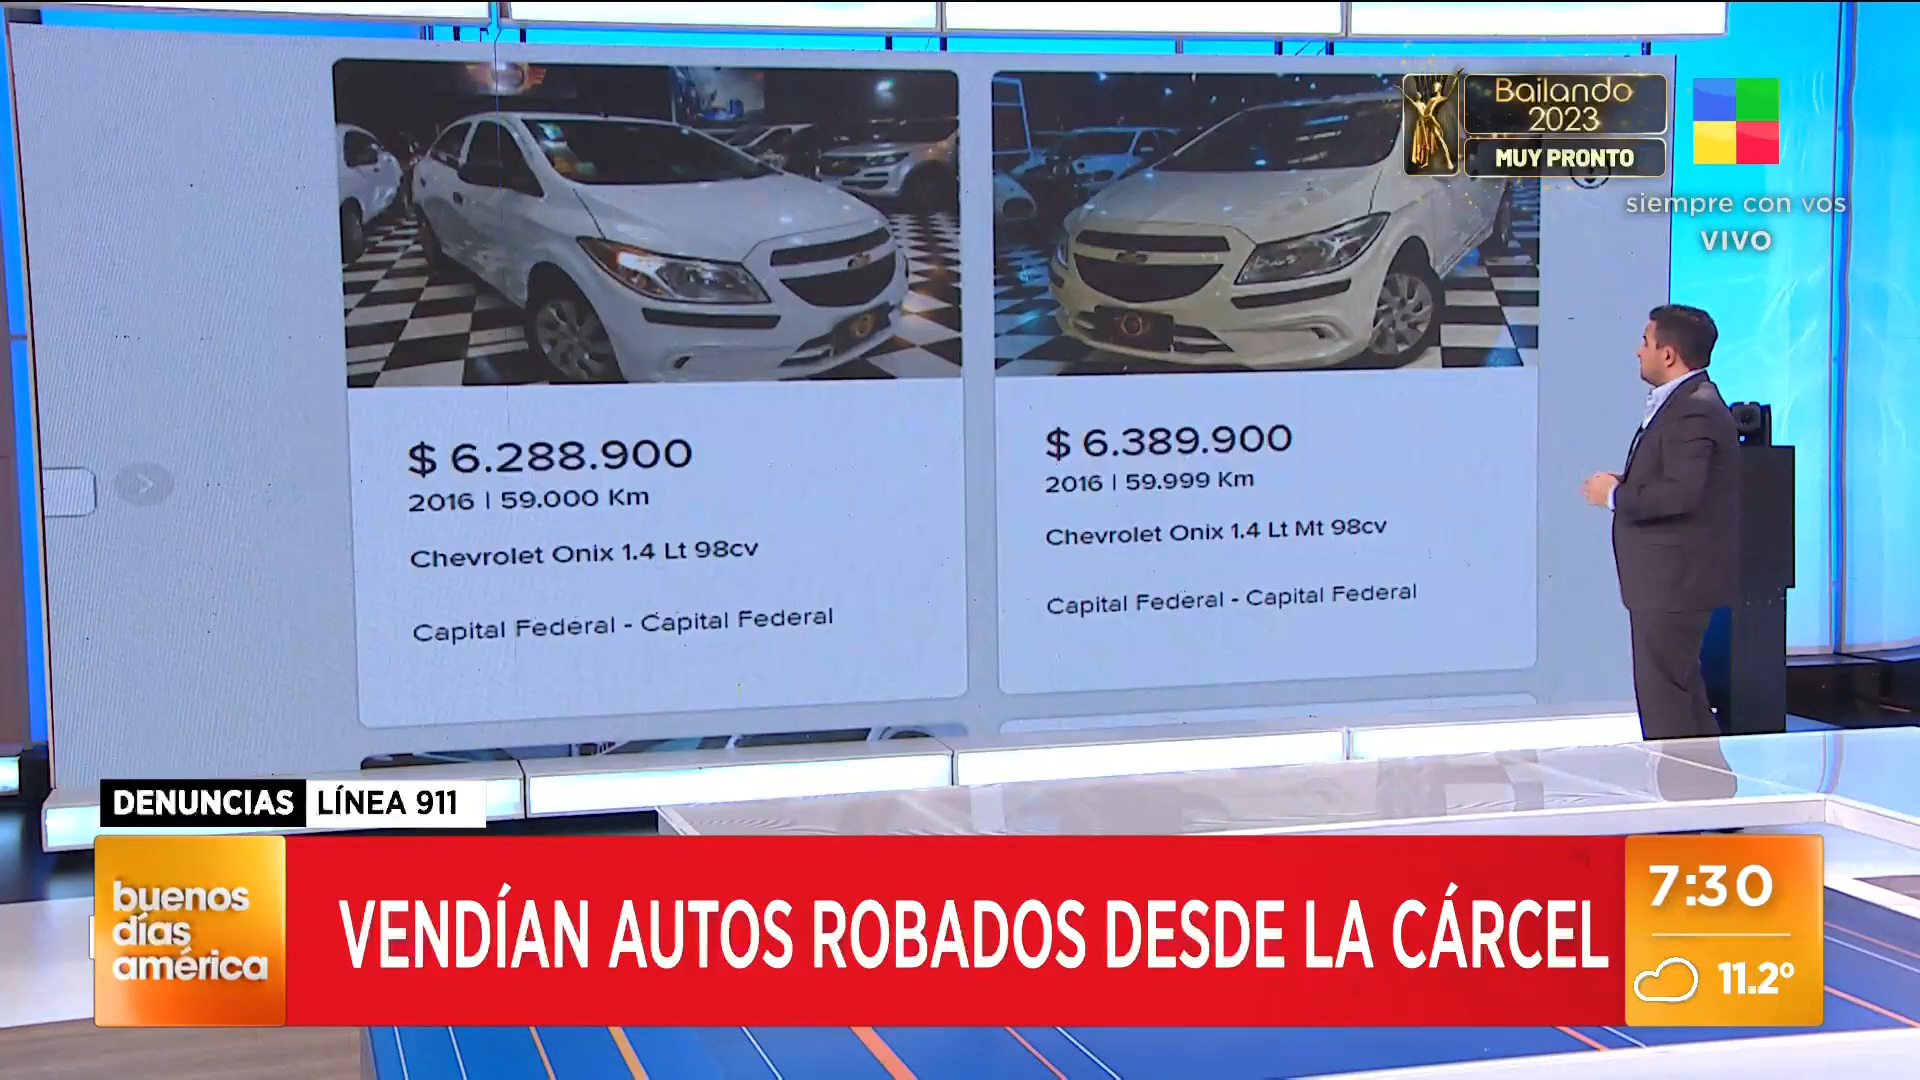 Bailando
2023
MUY PRONTO
siempre con vos
VIVO
$ 6.288.900
2016 | 59.000 Km
Chevrolet Onix 1.4 Lt 98cv
Capital Federal - Capital Federal
$ 6.389.900
2016 | 59.999 Km
Chevrolet Onix 1.4 Lt Mt 98cv
Capital Federal - Capital Federal
DENUNCIAS LÍNEA 911
buenos
días
américa
VENDÍAN AUTOS ROBADOS DESDE LA CÁRCEL
7:30
11.2°